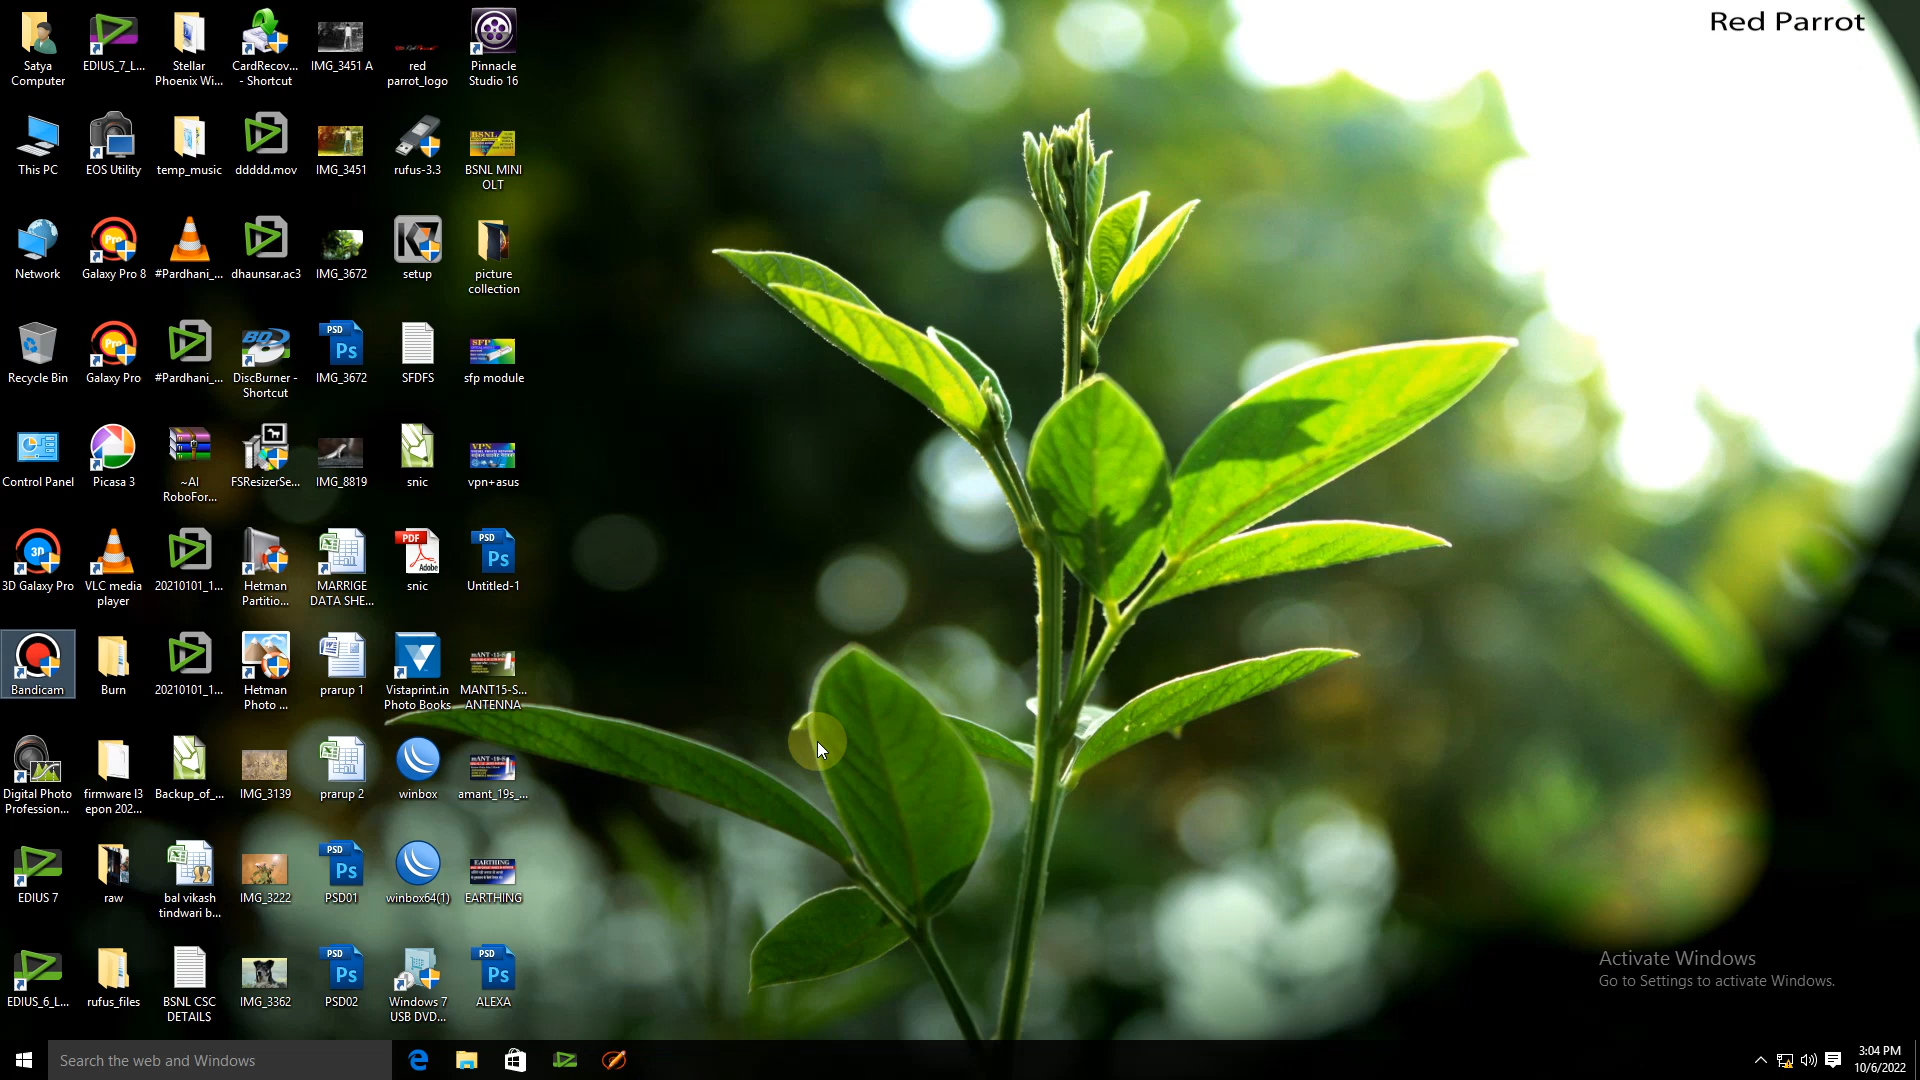 Red Parrot
Satya
Computer
EDIUS_7_L...
Stellar
Phoenix Wi...
CardRecov...
- Shortcut
IMG_3451 A
red
parrot_logo
Pinnacle
Studio 16
This PC
EOS Utility
temp_music
ddddd.mov
IMG_3451
rufus-3.3
BSNL MINI
OLT
Network
Galaxy Pro 8
#Pardhani_...
dhaunsar.ac3
IMG_3672
setup
picture
collection
Recycle Bin
Galaxy Pro
#Pardhani_...
DiscBurner -
Shortcut
IMG_3672
SFDFS
sfp module
Control Panel
Picasa 3
~AI
RoboFor...
FSResizerSe...
IMG_8819
snic
vpn+asus
3D Galaxy Pro
VLC media
player
20210101_1...
Hetman
Partitio...
MARRIGE
DATA SHE...
snic
Untitled-1
Bandicam
Burn
20210101_1...
Hetman
Photo ...
prarup 1
Vistaprint.in
Photo Books
MANT15-S...
ANTENNA
Digital Photo
Profession...
firmware l3
epon 202...
Backup_of_...
IMG_3139
prarup 2
winbox
amant_19s_...
EDIUS 7
raw
bal vikash
tindwari b...
IMG_3222
PSD01
winbox64(1)
EARTHING
EDIUS_6_L...
rufus_files
BSNL CSC
DETAILS
IMG_3362
PSD02
Windows 7
USB DVD...
ALEXA
Activate Windows
Go to Settings to activate Windows.
Search the web and Windows
3:04 PM
10/6/2022